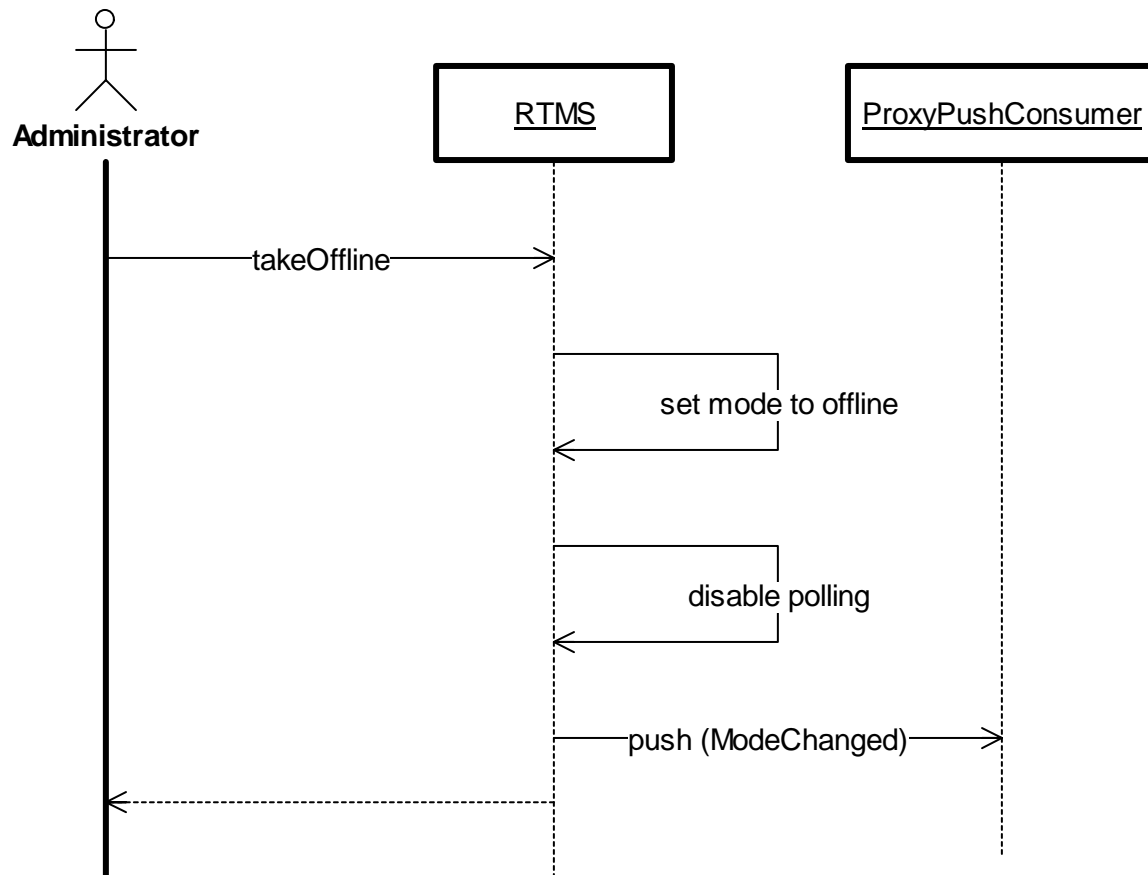 Administrator
RTMS
ProxyPushConsumer
takeOffline
set mode to offline
disable polling
push (ModeChanged)